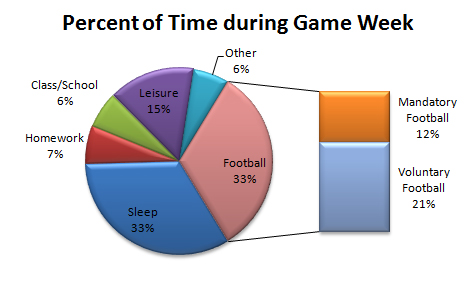 Percent of Time during Game Week
Other
6%
Leisure
15%
Class/School
6%
Homework
7%
Sleep
33%
Football
33%
Mandatory
Football
12%
Voluntary
Football
21%